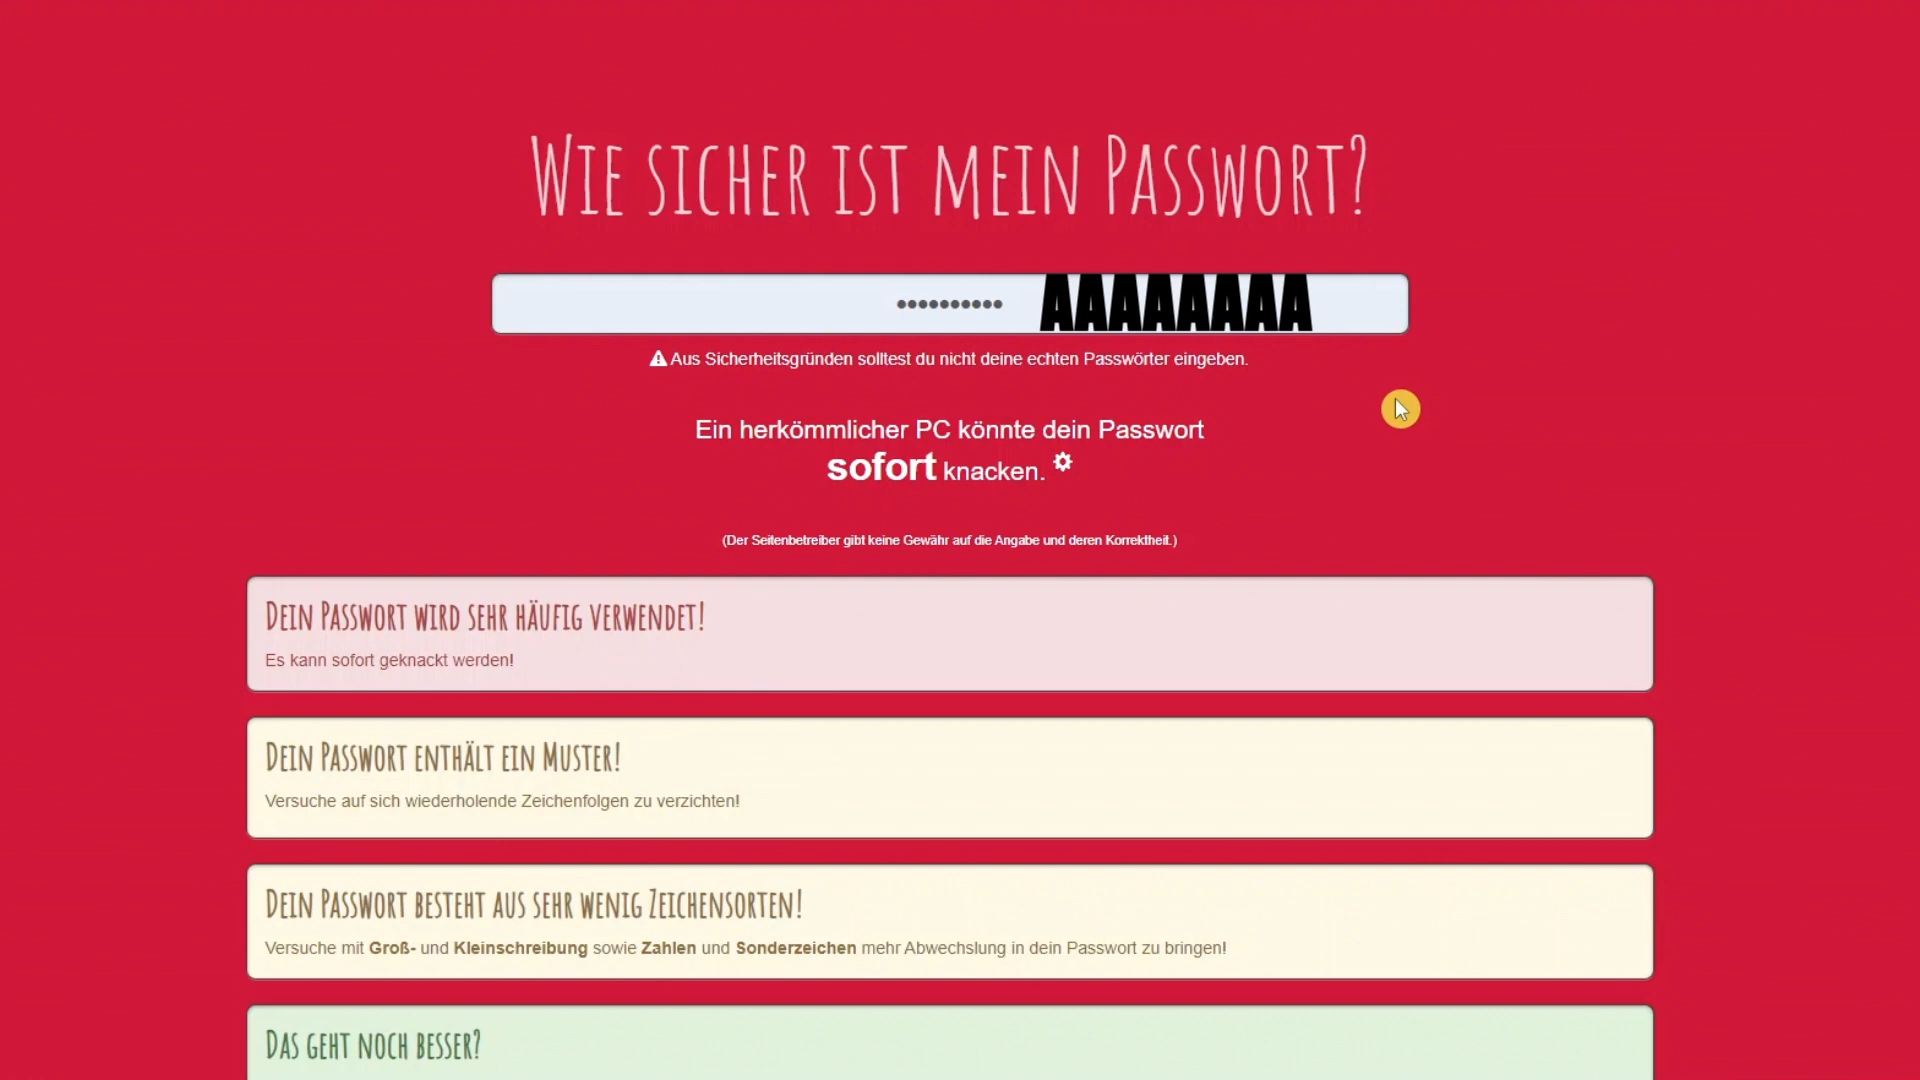 Wie sicher ist mein Passwort?
•••••••••• AAAAAAAA
Aus Sicherheitsgründen solltest du nicht deine echten Passwörter eingeben.
Ein herkömmlicher PC könnte dein Passwort
sofort knacken.
(Der Seitenbetreiber gibt keine Gewähr auf die Angabe und deren Korrektheit.)
Dein Passwort wird sehr häufig verwendet!
Es kann sofort geknackt werden!
Dein Passwort enthält ein Muster!
Versuche auf sich wiederholende Zeichenfolgen zu verzichten!
Dein Passwort besteht aus sehr wenig Zeichensorten!
Versuche mit Groß- und Kleinschreibung sowie Zahlen und Sonderzeichen mehr Abwechslung in dein Passwort zu bringen!
Das geht noch besser?